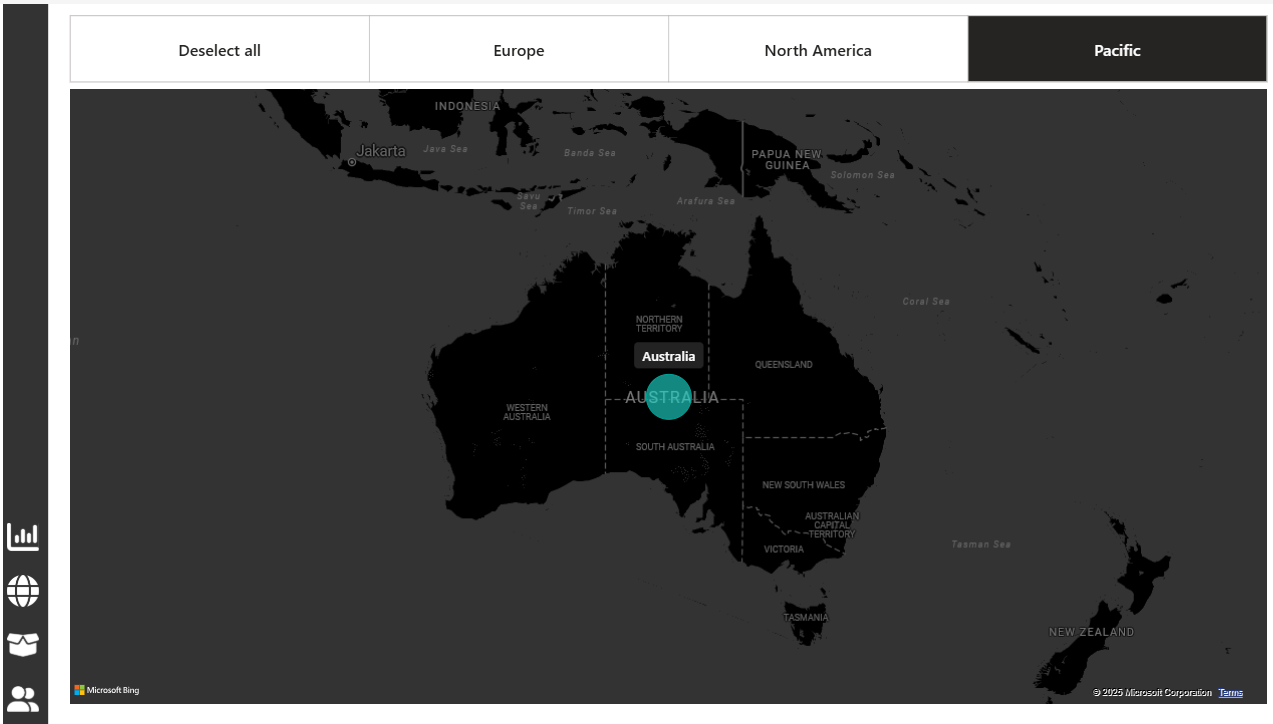 Deselect all
Europe
North America
Pacific
INDONESIA
Jakarta
Java Sea
Banda Sea
PAPUA NEW
GUINEA
Solomon Sea
Savu
Sea
Timor Sea
Arafura Sea
Coral Sea
NORTHERN
TERRITORY
n
Australia
QUEENSLAND
AUSTRALIA
WESTERN
AUSTRALIA
SOUTH AUSTRALIA
NEW SOUTH WALES
AUSTRALIAN
CAPITAL
TERRITORY
VICTORIA
Tasman Sea
TASMANIA
NEW ZEALAND
Microsoft Bing
© 2025 Microsoft Corporation Terms